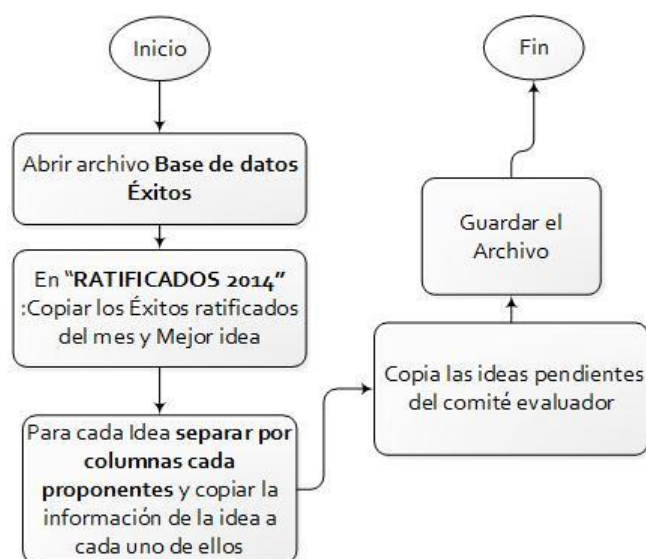 Inicio
Abrir archivo Base de datos
Éxitos
En “RATIFICADOS 2014”
:Copiar los Éxitos ratificados
del mes y Mejor idea
Para cada Idea separar por
columnas cada
proponentes y copiar la
información de la idea a
cada uno de ellos
Copia las ideas pendientes
del comité evaluador
Guardar el
Archivo
Fin